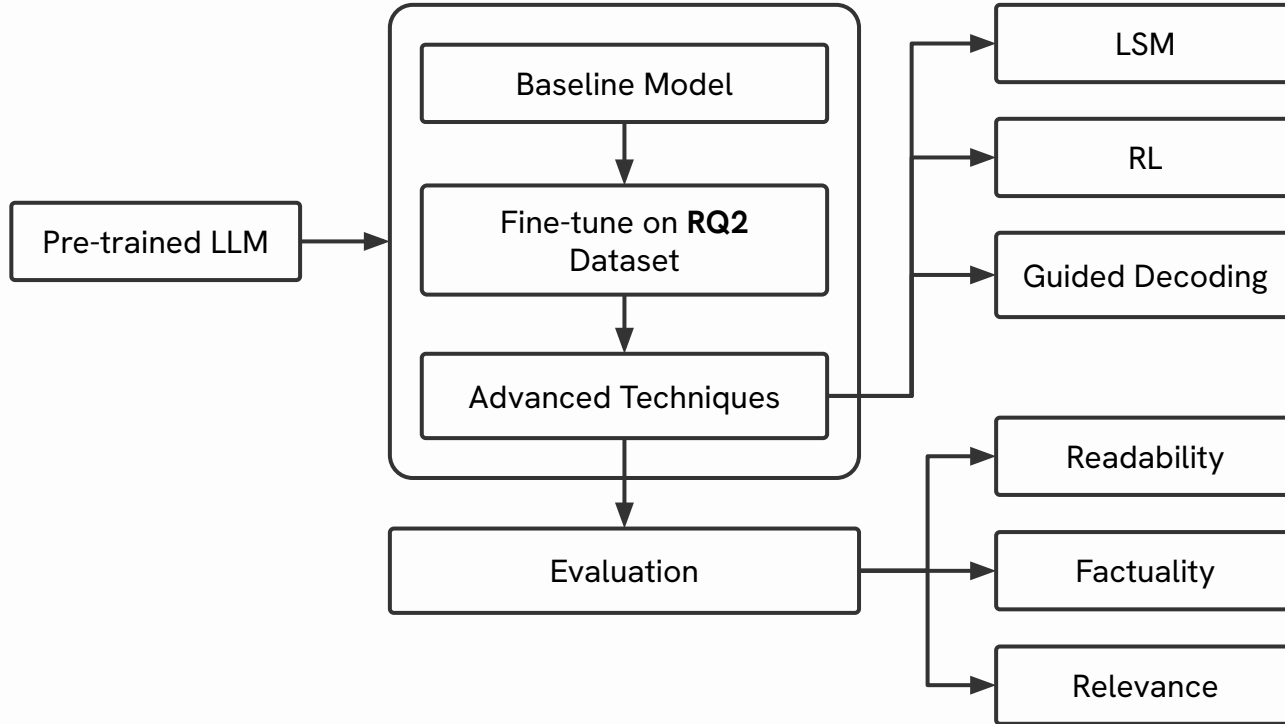 Baseline Model
Fine-tune on RQ2
Dataset
Advanced Techniques
Pre-trained LLM
LSM
RL
Guided Decoding
Evaluation
Readability
Factuality
Relevance